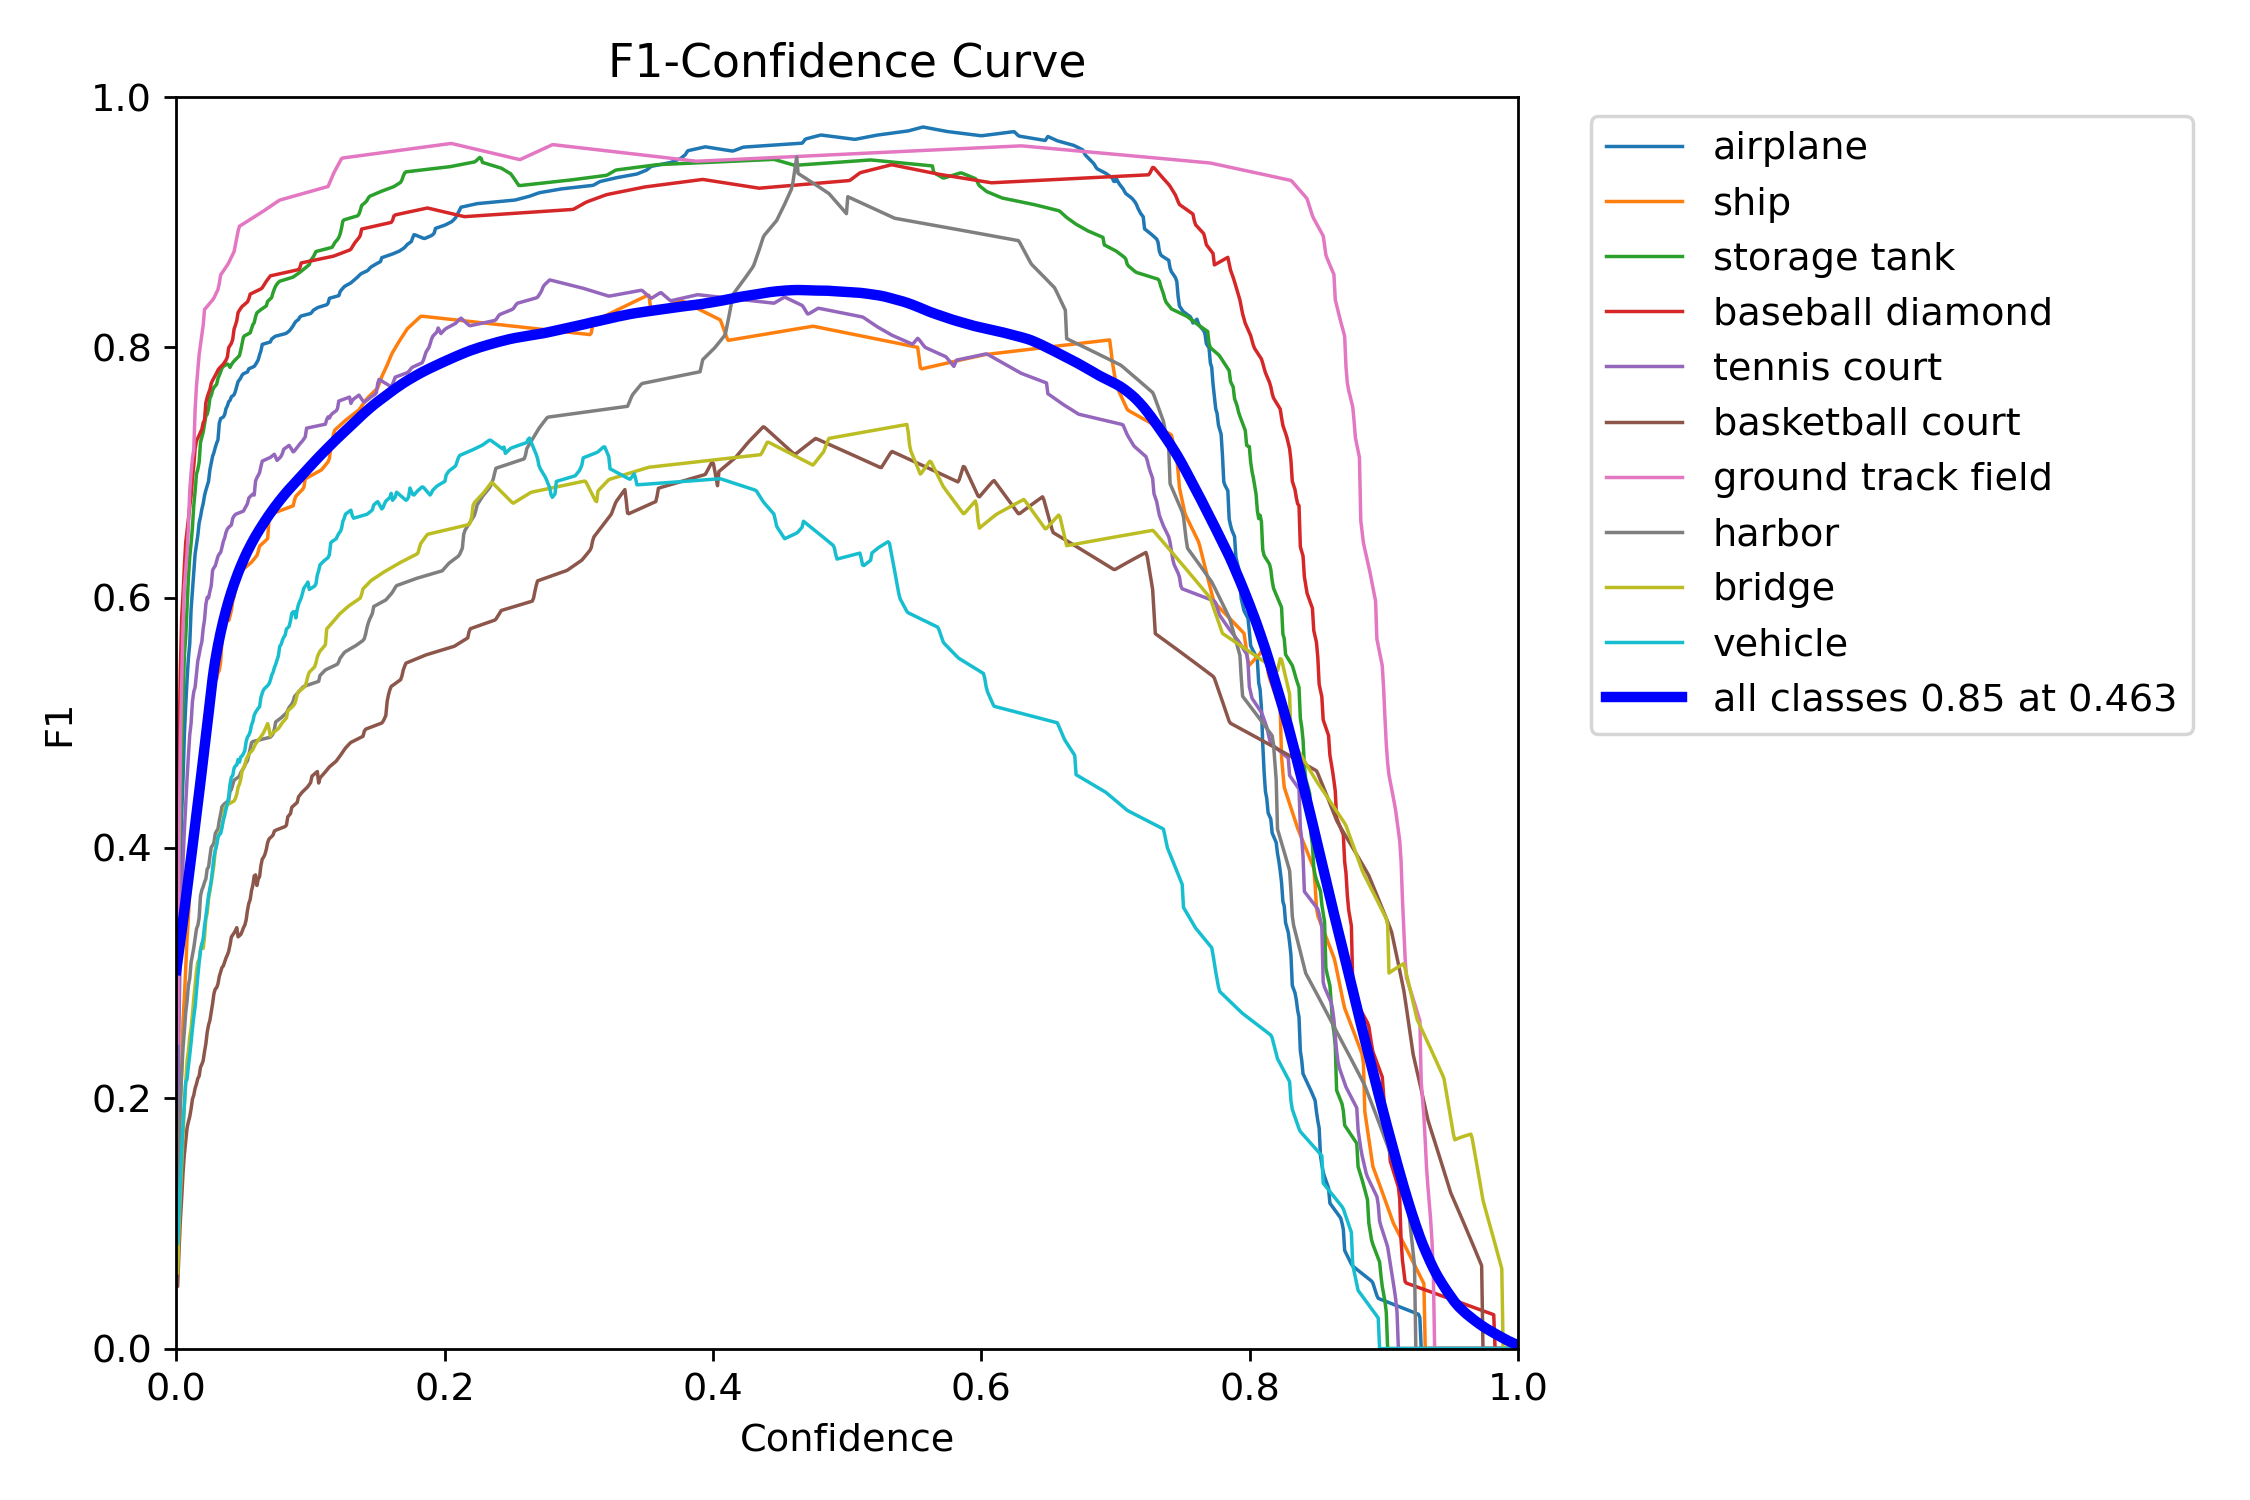 F1-Confidence Curve
1.0
0.8
0.6
0.4
0.2
0.0
F1
0.0 0.2 0.4 0.6 0.8 1.0
Confidence
airplane
ship
storage tank
baseball diamond
tennis court
basketball court
ground track field
harbor
bridge
vehicle
all classes 0.85 at 0.463